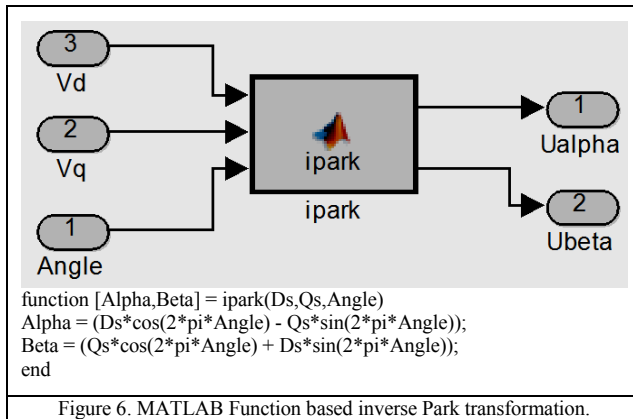 3
Vd
2
Vq
1
Angle
ipark
ipark
1
Ualpha
2
Ubeta
function [Alpha,Beta] = ipark(Ds,Qs,Angle)
Alpha = (Ds*cos(2*pi*Angle) - Qs*sin(2*pi*Angle));
Beta = (Qs*cos(2*pi*Angle) + Ds*sin(2*pi*Angle));
end
Figure 6. MATLAB Function based inverse Park transformation.